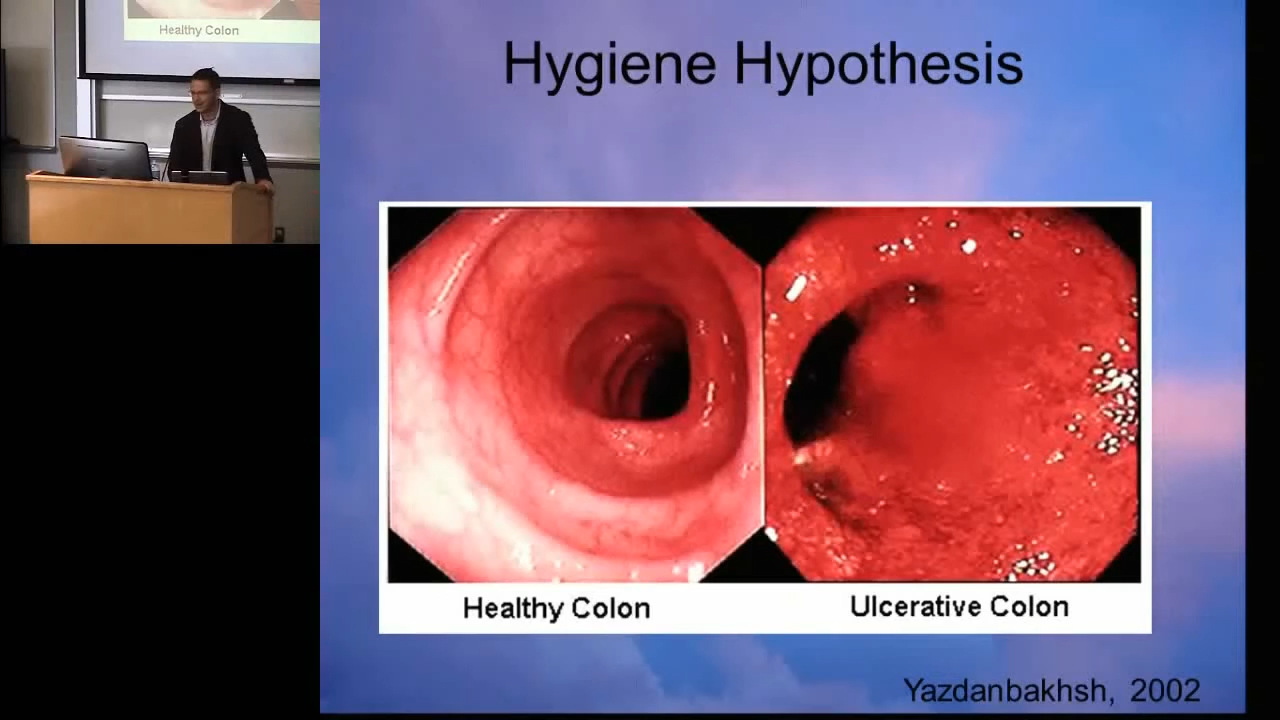 Healthy Colon
Hygiene Hypothesis
Healthy Colon
Ulcerative Colon
Yazdanbakhsh, 2002